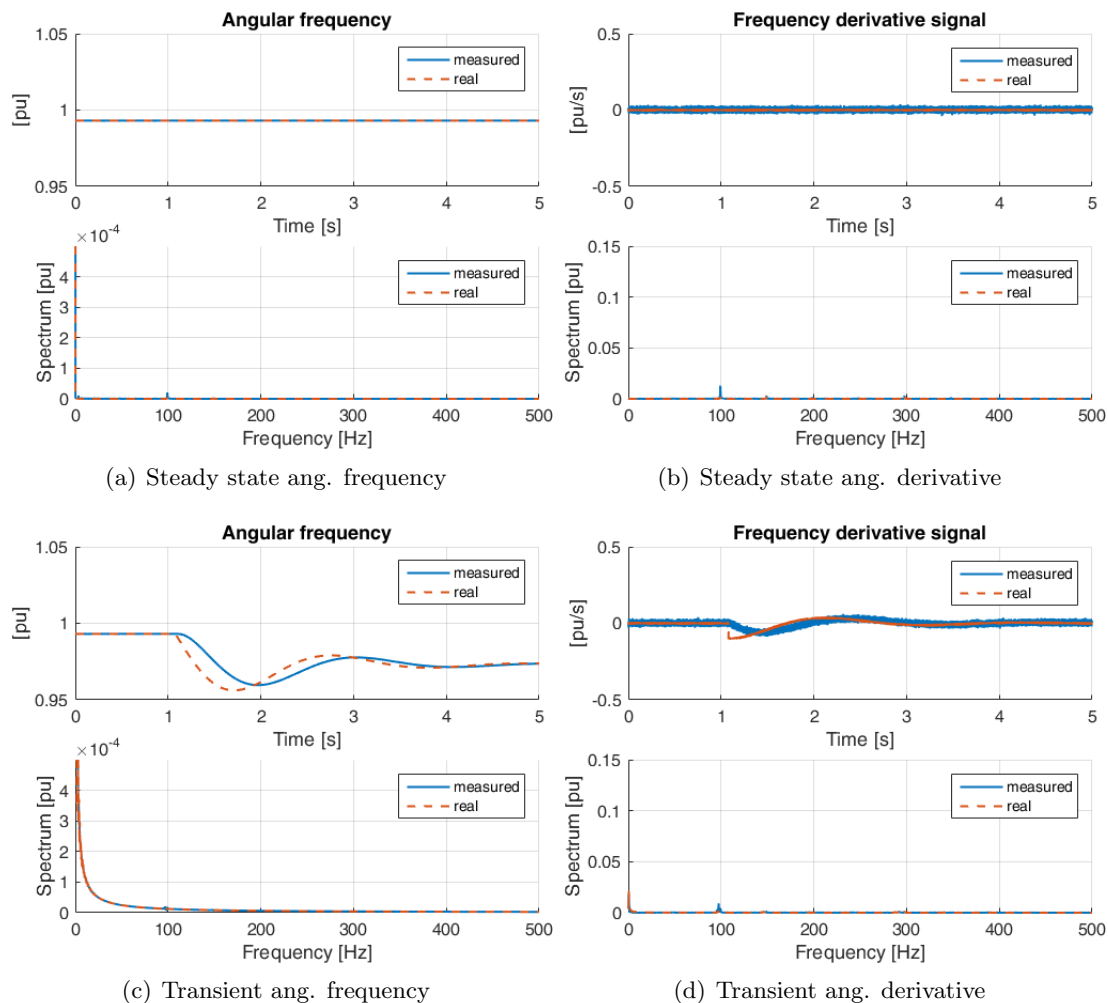 Angular frequency
1.05
1
0.95
[pu]
measured
real
0 1 2 3 4 5
Time [s]
×10⁻⁴
4
3
2
1
0
Spectrum [pu]
measured
real
0 100 200 300 400 500
Frequency [Hz]
(a) Steady state ang. frequency
Frequency derivative signal
0.5
0
-0.5
[pu/s]
measured
real
0 1 2 3 4 5
Time [s]
0.15
0.1
0.05
0
Spectrum [pu]
measured
real
0 100 200 300 400 500
Frequency [Hz]
(b) Steady state ang. derivative
Angular frequency
1.05
1
0.95
[pu]
measured
real
0 1 2 3 4 5
Time [s]
×10⁻⁴
4
3
2
1
0
Spectrum [pu]
measured
real
0 100 200 300 400 500
Frequency [Hz]
(c) Transient ang. frequency
Frequency derivative signal
0.5
0
-0.5
[pu/s]
measured
real
0 1 2 3 4 5
Time [s]
0.15
0.1
0.05
0
Spectrum [pu]
measured
real
0 100 200 300 400 500
Frequency [Hz]
(d) Transient ang. derivative